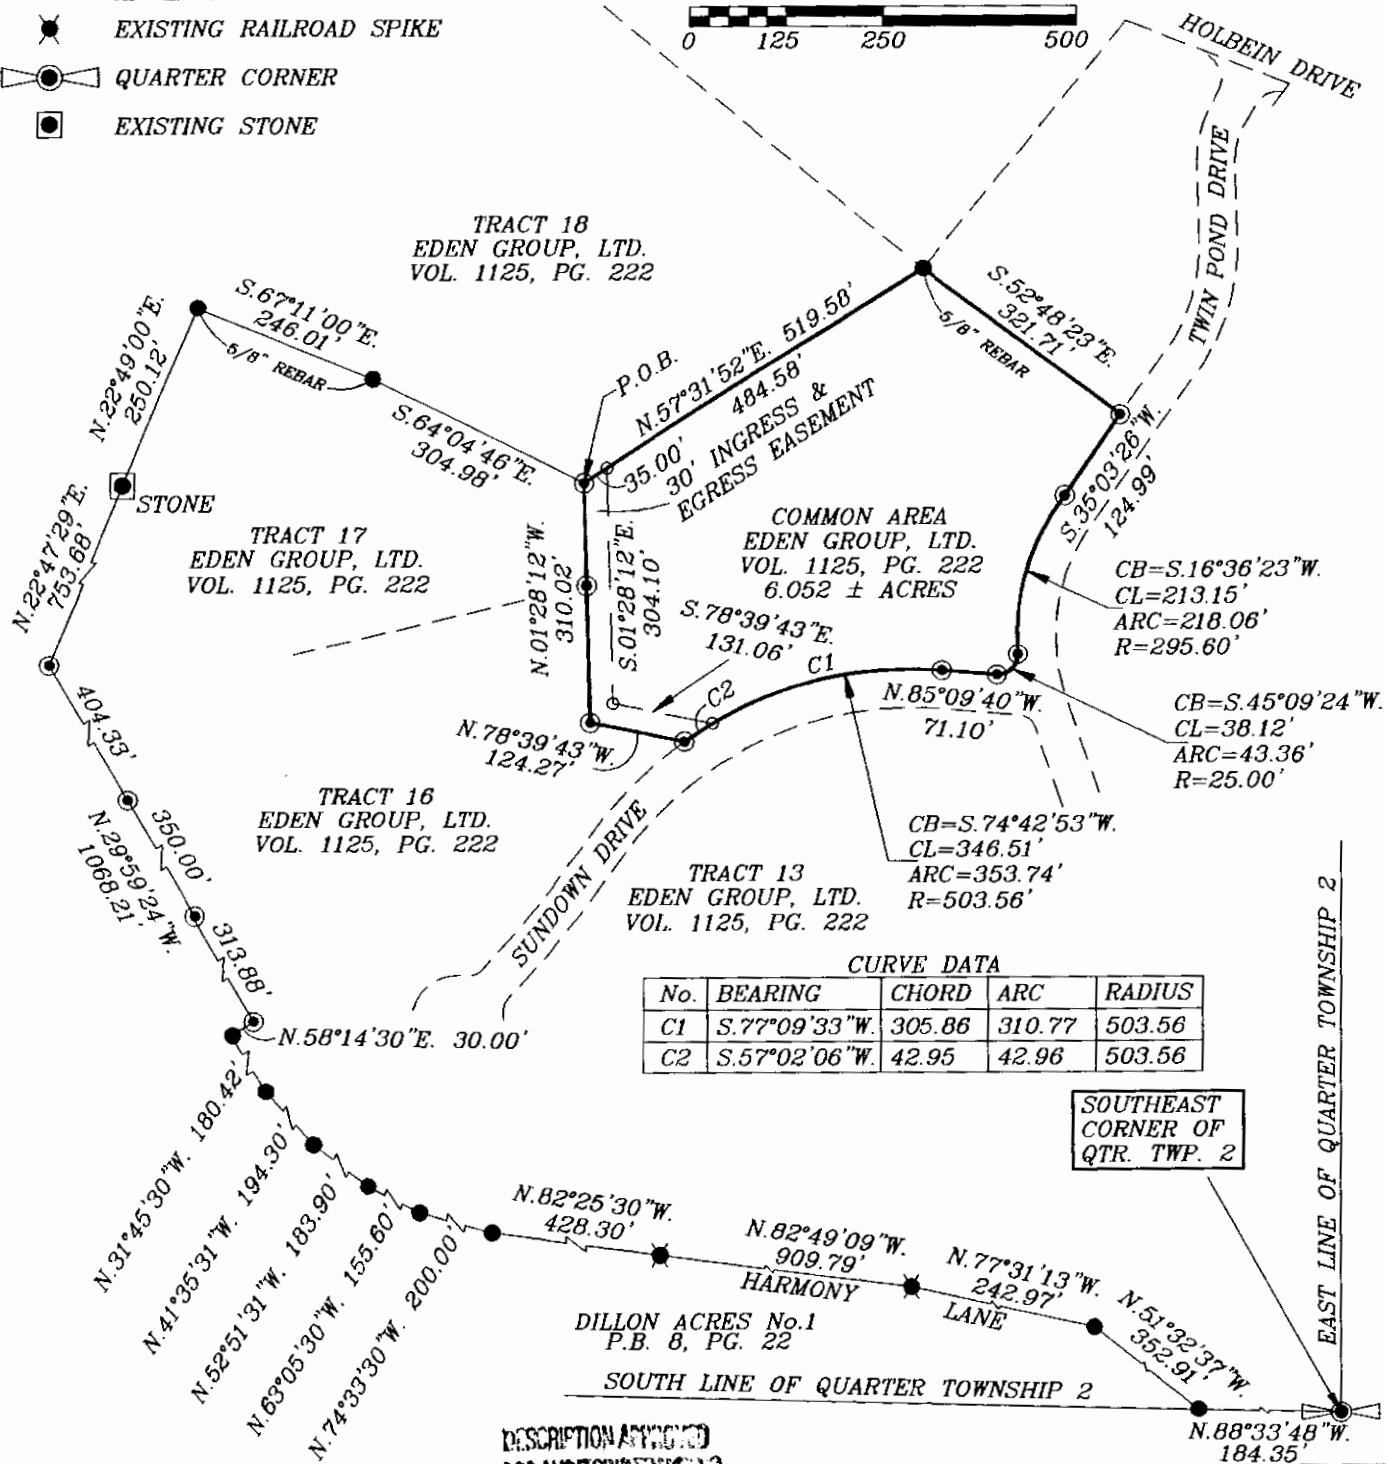 EXISTING RAILROAD SPIKE
QUARTER CORNER
EXISTING STONE
0 125 250 500
HOLBEIN DRIVE
TWIN POND DRIVE
TRACT 18
EDEN GROUP, LTD.
VOL. 1125, PG. 222
S.67°11'00"E.
246.01'
5/8" REBAR
N.22°49'00"E.
250.12'
S.64°04'46"E.
304.98'
P.O.B.
N.57°31'52"E. 519.58'
484.58'
35.00'
30' INGRESS &
EGRESS EASEMENT
S.52°48'23"E.
321.71'
5/8" REBAR
S.35°03'26"W.
124.99'
STONE
N.22°47'29"E.
753.68'
TRACT 17
EDEN GROUP, LTD.
VOL. 1125, PG. 222
N.01°28'12"W.
310.02'
S.01°28'12"E.
304.10'
COMMON AREA
EDEN GROUP, LTD.
VOL. 1125, PG. 222
6.052 ± ACRES
CB=S.16°36'23"W.
CL=213.15'
ARC=218.06'
R=295.60'
S.78°39'43"E.
131.06'
C1
C2
N.85°09'40"W.
71.10'
CB=S.45°09'24"W.
CL=38.12'
ARC=43.36'
R=25.00'
N.78°39'43"W.
124.27'
404.33'
350.00'
N.29°59'24"W.
1068.21'
313.88'
TRACT 16
EDEN GROUP, LTD.
VOL. 1125, PG. 222
SUNDOWN DRIVE
CB=S.74°42'53"W.
CL=346.51'
ARC=353.74'
R=503.56'
TRACT 13
EDEN GROUP, LTD.
VOL. 1125, PG. 222
CURVE DATA
No. BEARING CHORD ARC RADIUS
C1 S.77°09'33"W. 305.86 310.77 503.56
C2 S.57°02'06"W. 42.95 42.96 503.56
N.58°14'30"E. 30.00'
N.31°45'30"W. 180.42'
N.41°35'31"W. 194.30'
N.52°51'31"W. 183.90'
N.63°05'30"W. 155.60'
N.74°33'30"W. 200.00'
N.82°25'30"W.
428.30'
N.82°49'09"W.
909.79'
HARMONY LANE
N.77°31'13"W.
242.97'
N.51°32'37"W.
352.91'
SOUTHEAST
CORNER OF
QTR. TWP. 2
EAST LINE OF QUARTER TOWNSHIP 2
DILLON ACRES No.1
P.B. 8, PG. 22
SOUTH LINE OF QUARTER TOWNSHIP 2
N.88°33'48"W.
184.35'
DESCRIPTION APPROVED